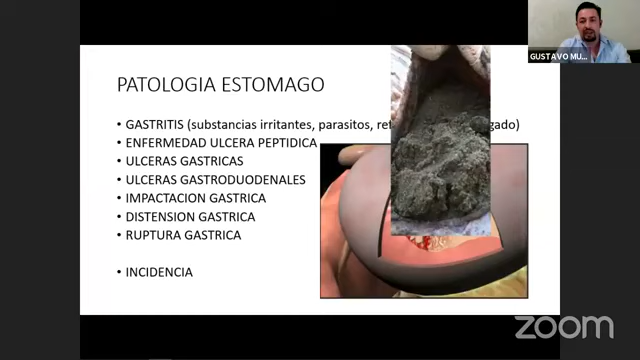 GUSTAVO MU...
PATOLOGIA ESTOMAGO
• GASTRITIS (substancias irritantes, parasitos, gado)
• ENFERMEDAD ULCERA PEPTIDICA
• ULCERAS GASTRICAS
• ULCERAS GASTRODUODENALES
• IMPACTACION GASTRICA
• DISTENSION GASTRICA
• RUPTURA GASTRICA
• INCIDENCIA
zoom